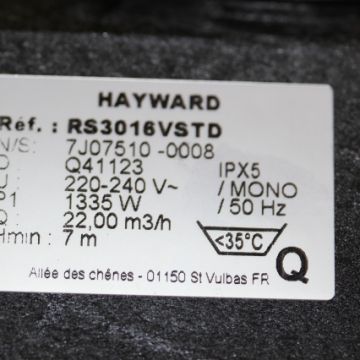 HAYWARD
Réf. : RS3016VSTD
N/S: 7J07510 -0008
D : Q41123 IPX5
U : 220-240 V~ / MONO
P1 : 1335 W / 50 Hz
Q : 22,00 m3/h
Hmin : 7 m <35°C Q
Allée des chênes - 01150 St Vulbas FR